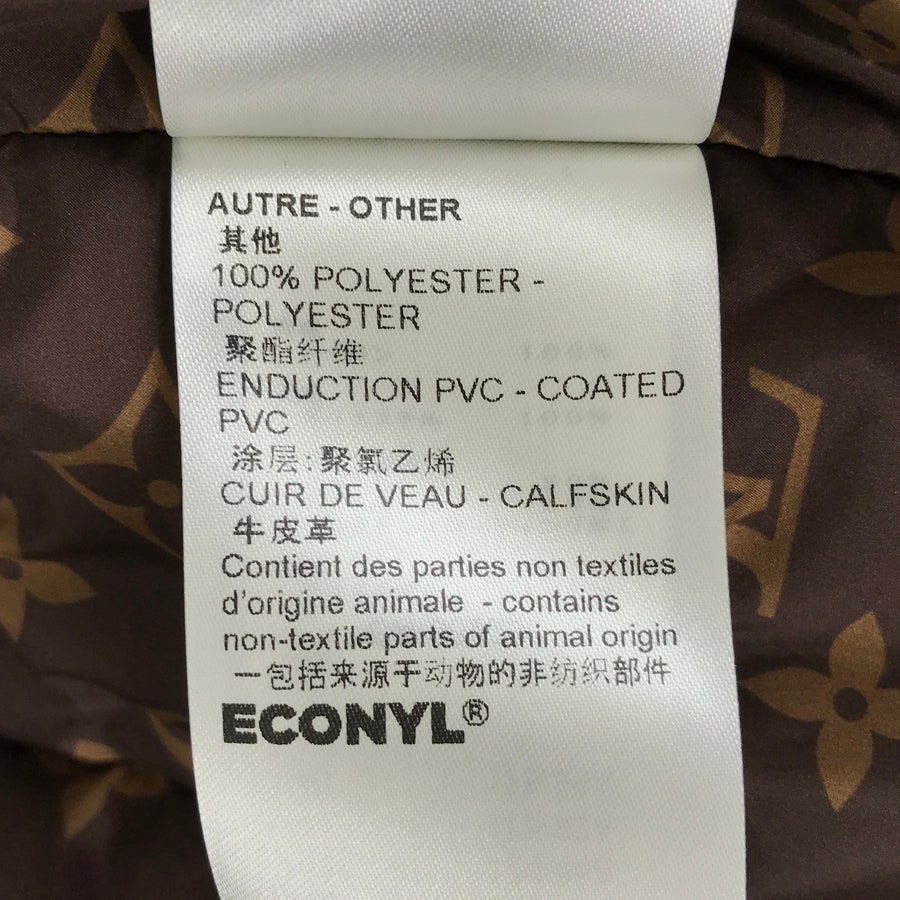 AUTRE - OTHER
其他
100% POLYESTER -
POLYESTER
聚酯纤维
ENDUCTION PVC - COATED
PVC
涂层:聚氯乙烯
CUIR DE VEAU - CALFSKIN
牛皮革
Contient des parties non textiles
d'origine animale - contains
non-textile parts of animal origin
一包括来源于动物的非纺织部件
ECONYL®